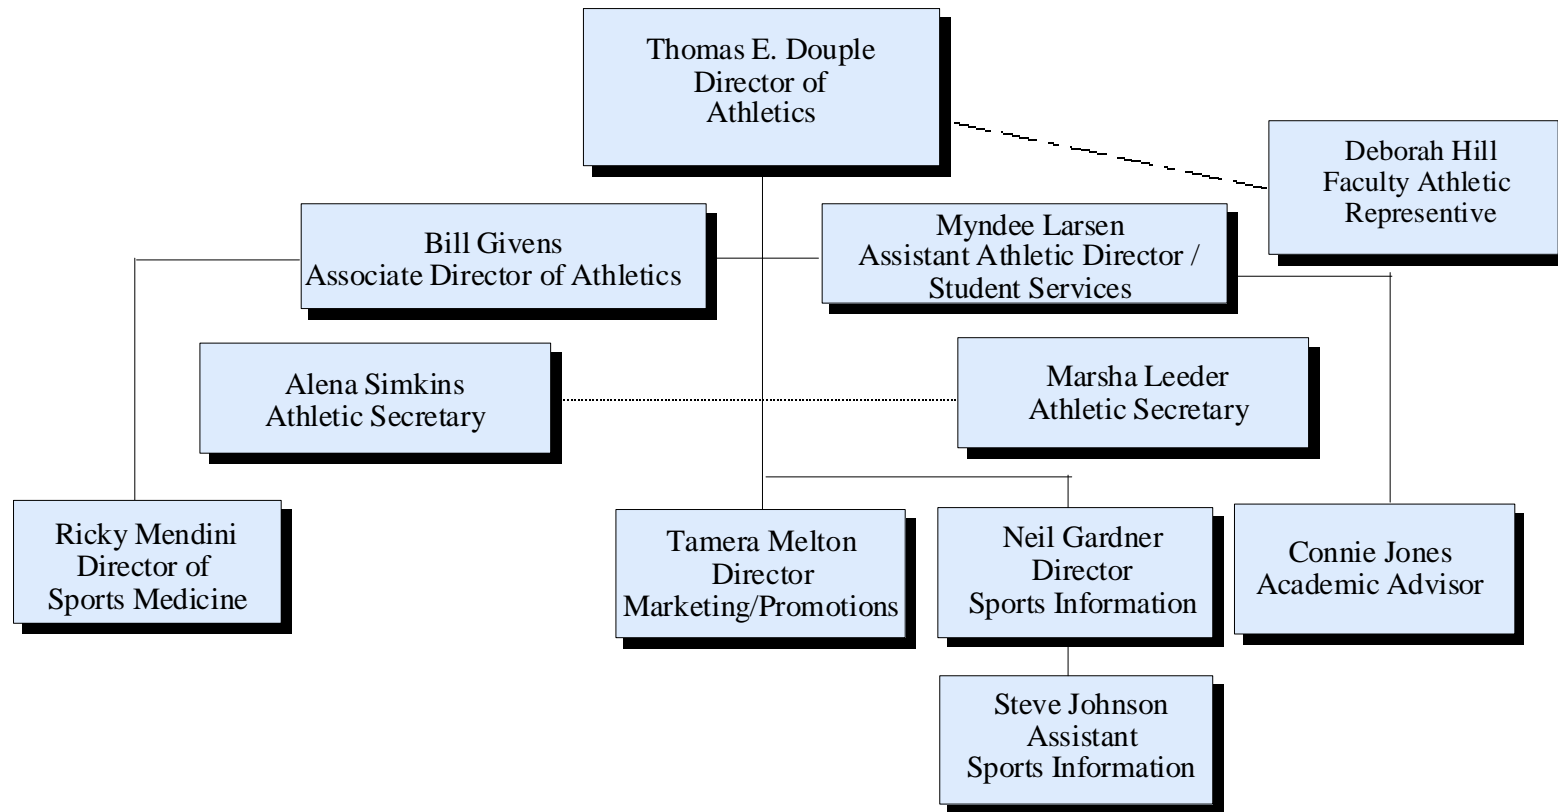 Thomas E. Douple
Director of
Athletics
Deborah Hill
Faculty Athletic
Representive
Bill Givens
Associate Director of Athletics
Myndee Larsen
Assistant Athletic Director /
Student Services
Alena Simkins
Athletic Secretary
Marsha Leeder
Athletic Secretary
Ricky Mendini
Director of
Sports Medicine
Tamera Melton
Director
Marketing/Promotions
Neil Gardner
Director
Sports Information
Connie Jones
Academic Advisor
Steve Johnson
Assistant
Sports Information